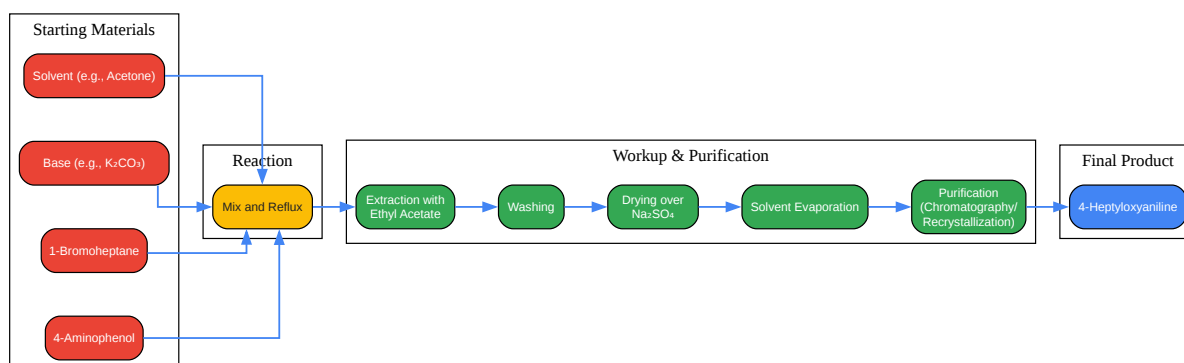 Starting Materials
Solvent (e.g., Acetone)
Base (e.g., K₂CO₃)
1-Bromoheptane
4-Aminophenol
Reaction
Mix and Reflux
Workup & Purification
Extraction with
Ethyl Acetate
Washing
Drying over
Na₂SO₄
Solvent Evaporation
Purification
(Chromatography/
Recrystallization)
Final Product
4-Heptyloxyaniline